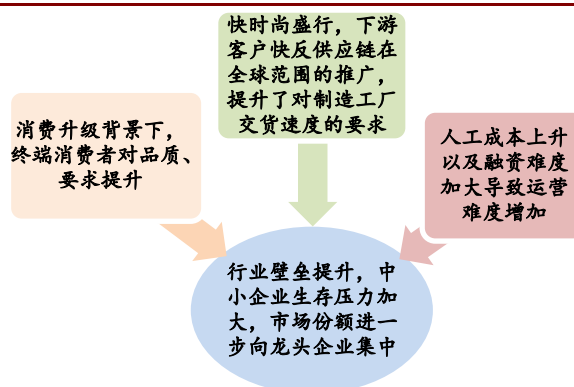 快时尚盛行，下游
客户快反供应链在
全球范围的推广，
提升了对制造工厂
交货速度的要求
消费升级背景下，
终端消费者对品质、
要求提升
人工成本上升
以及融资难度
加大导致运营
难度增加
行业壁垒提升，中
小企业生存压力加
大，市场份额进一
步向龙头企业集中